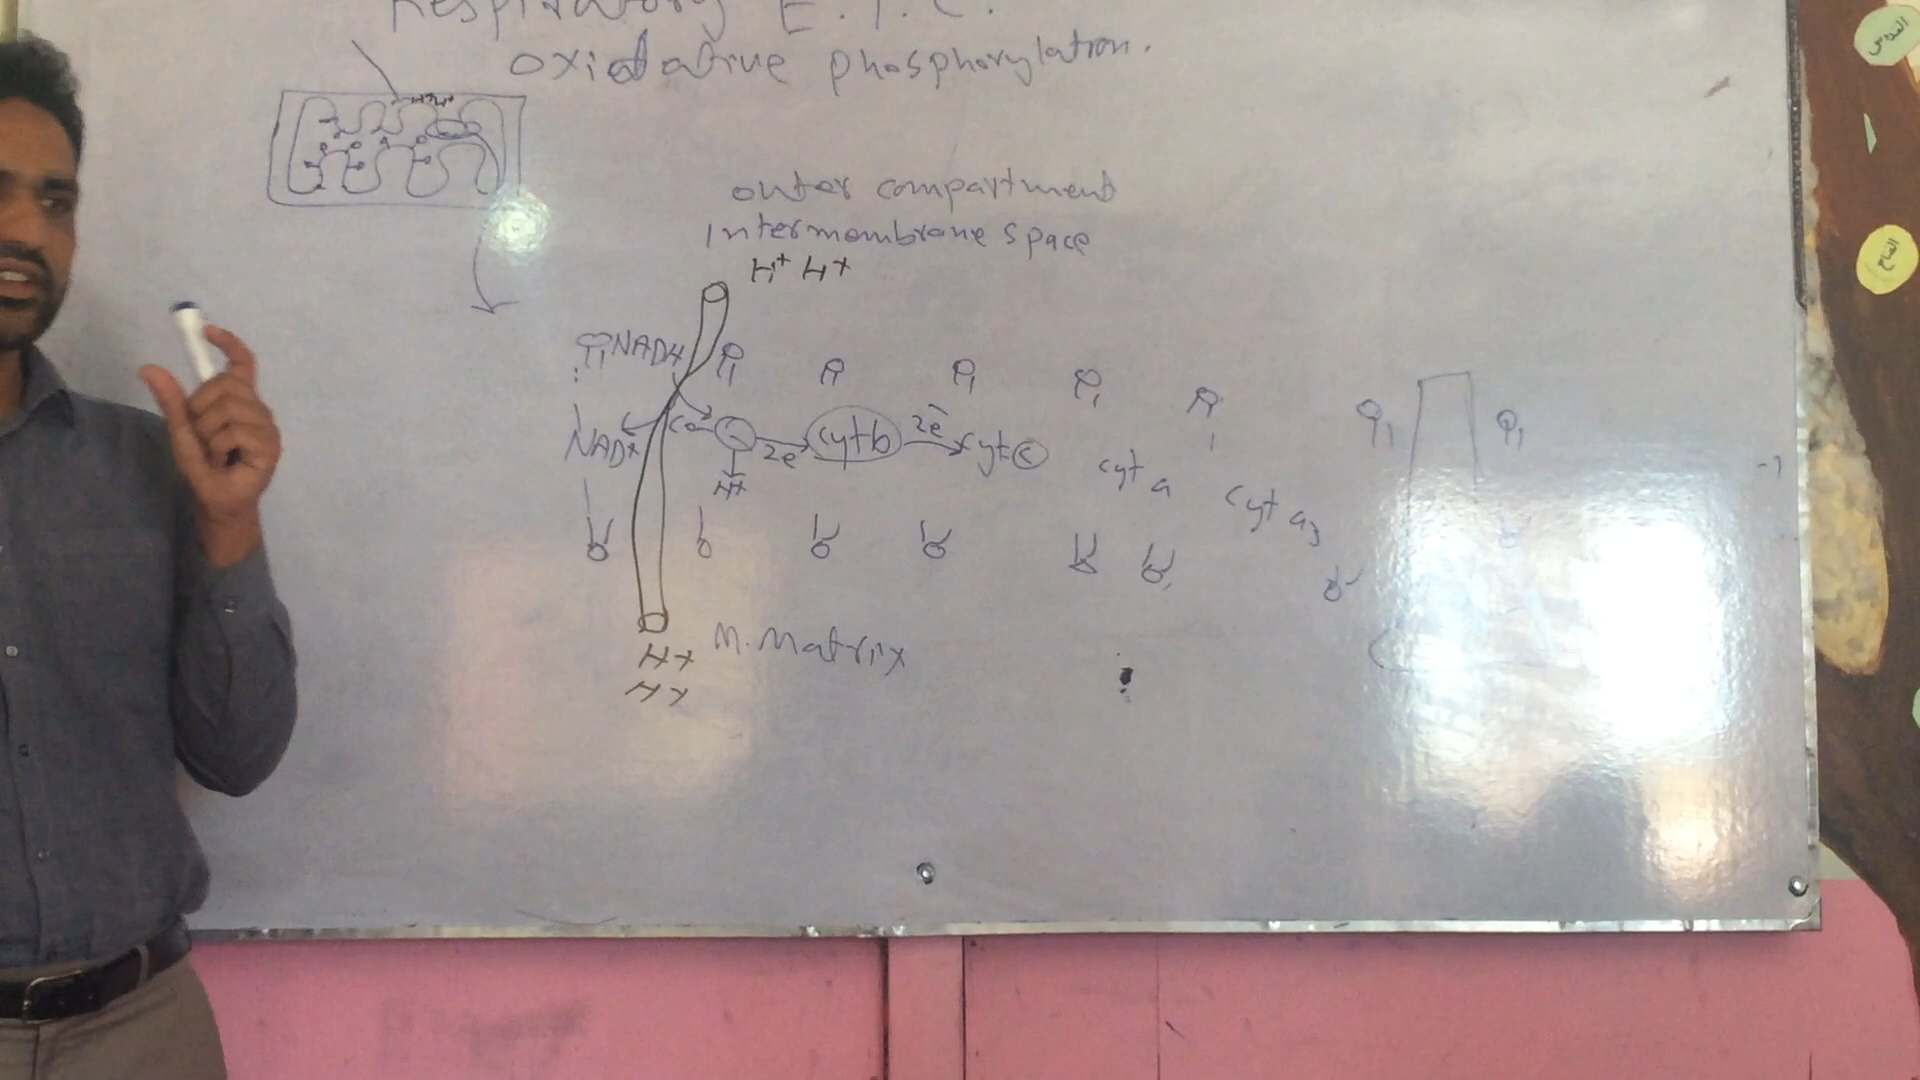 Respiratory E.T.C.
oxidative phosphorylation.
H+ H+
outer compartment
Intermembrane space
H+ H+
NADH
NAD+ Co 2e cyt b 2e cyt c
cyt a
cyt a3
H+
M. Matrix
H+
H+